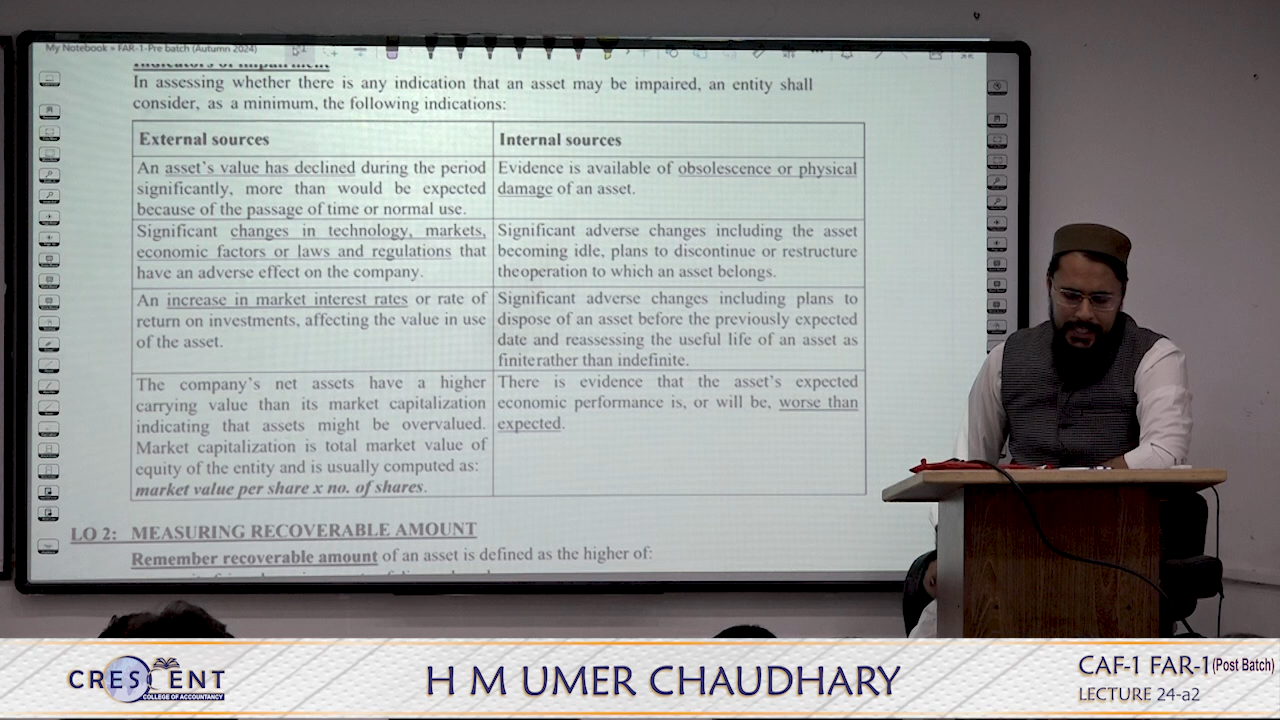 My Notebook » FAR-1-Pre batch (Autumn 2024)
Indicators of impairment
In assessing whether there is any indication that an asset may be impaired, an entity shall
consider, as a minimum, the following indications:
External sources
An asset's value has declined during the period
significantly, more than would be expected
because of the passage of time or normal use.
Significant changes in technology, markets,
economic factors or laws and regulations that
have an adverse effect on the company.
An increase in market interest rates or rate of
return on investments, affecting the value in use
of the asset.
The company's net assets have a higher
carrying value than its market capitalization
indicating that assets might be overvalued.
Market capitalization is total market value of
equity of the entity and is usually computed as:
market value per share x no. of shares.
Internal sources
Evidence is available of obsolescence or physical
damage of an asset.
Significant adverse changes including the asset
becoming idle, plans to discontinue or restructure
theoperation to which an asset belongs.
Significant adverse changes including plans to
dispose of an asset before the previously expected
date and reassessing the useful life of an asset as
finiterather than indefinite.
There is evidence that the asset's expected
economic performance is, or will be, worse than
expected.
LO 2: MEASURING RECOVERABLE AMOUNT
Remember recoverable amount of an asset is defined as the higher of:
CRESCENT
COLLEGE OF ACCOUNTANCY
H M UMER CHAUDHARY
CAF-1 FAR-1(Post Batch)
LECTURE 24-a2